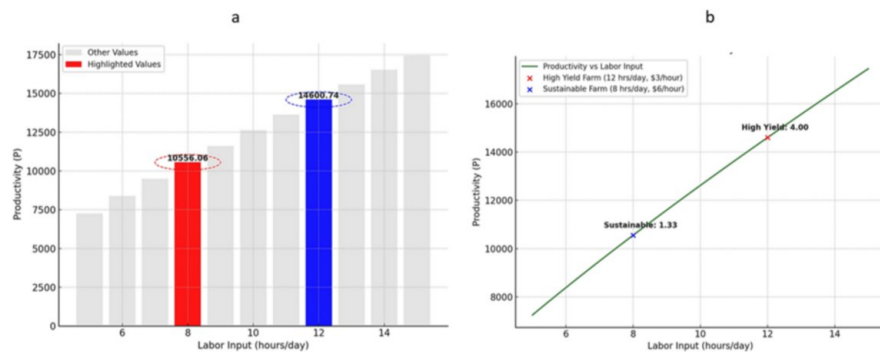 a
17500
15000
12500
10000
7500
5000
2500
0
Productivity (P)
Other Values
Highlighted Values
10556.06
14600.74
6
8
10
12
14
Labor Input (hours/day)
b
16000
14000
12000
10000
8000
Productivity (P)
Productivity vs Labor Input
High Yield Farm (12 hrs/day, $3/hour)
Sustainable Farm (8 hrs/day, $6/hour)
High Yield: 4.00
Sustainable: 1.33
6
8
10
12
14
Labor Input (hours/day)